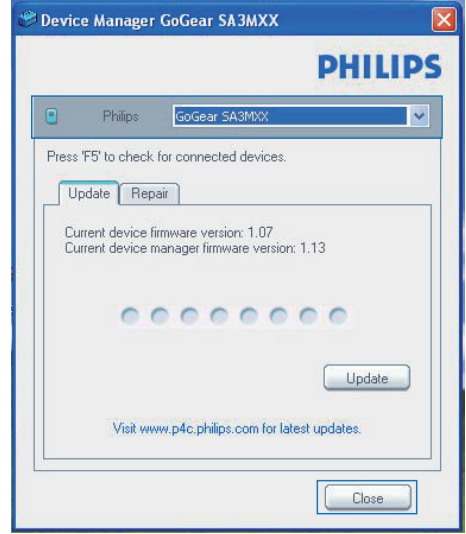 Device Manager GoGear SA3MXX
PHILIPS
Philips GoGear SA3MXX
Press 'F5' to check for connected devices.
Update Repair
Current device firmware version: 1.07
Current device manager firmware version: 1.13
Update
Visit www.p4c.philips.com for latest updates.
Close